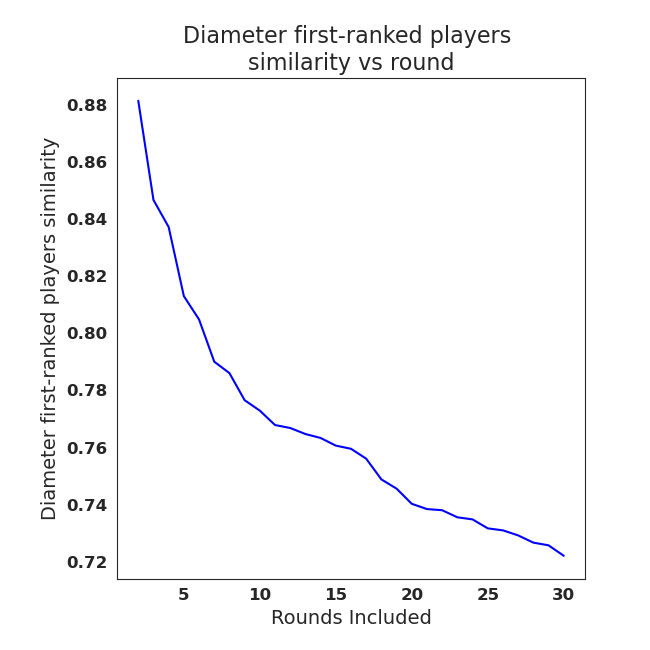 Diameter first-ranked players
similarity vs round
Diameter first-ranked players similarity
0.88
0.86
0.84
0.82
0.80
0.78
0.76
0.74
0.72
5 10 15 20 25 30
Rounds Included